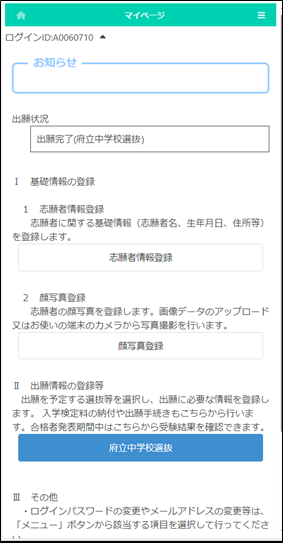 マイページ
ログインID:A0060710
お知らせ
出願状況
出願完了(府立中学校選抜)
Ⅰ　基礎情報の登録
１　志願者情報登録
志願者に関する基礎情報（志願者名、生年月日、住所等）
を登録します。
志願者情報登録
２　顔写真登録
志願者の顔写真を登録します。画像データのアップロード
又はお使いの端末のカメラから写真撮影を行います。
顔写真登録
Ⅱ　出願情報の登録等
出願を予定する選抜等を選択し、出願に必要な情報を登録し
ます。 入学検定料の納付や出願手続きもこちらから行いま
す。合格者発表期間中はこちらから受験結果を確認できます。
府立中学校選抜
Ⅲ　その他
・ログインパスワードの変更やメールアドレスの変更等は、
「メニュー」ボタンから該当する項目を選択して行ってくださ
い